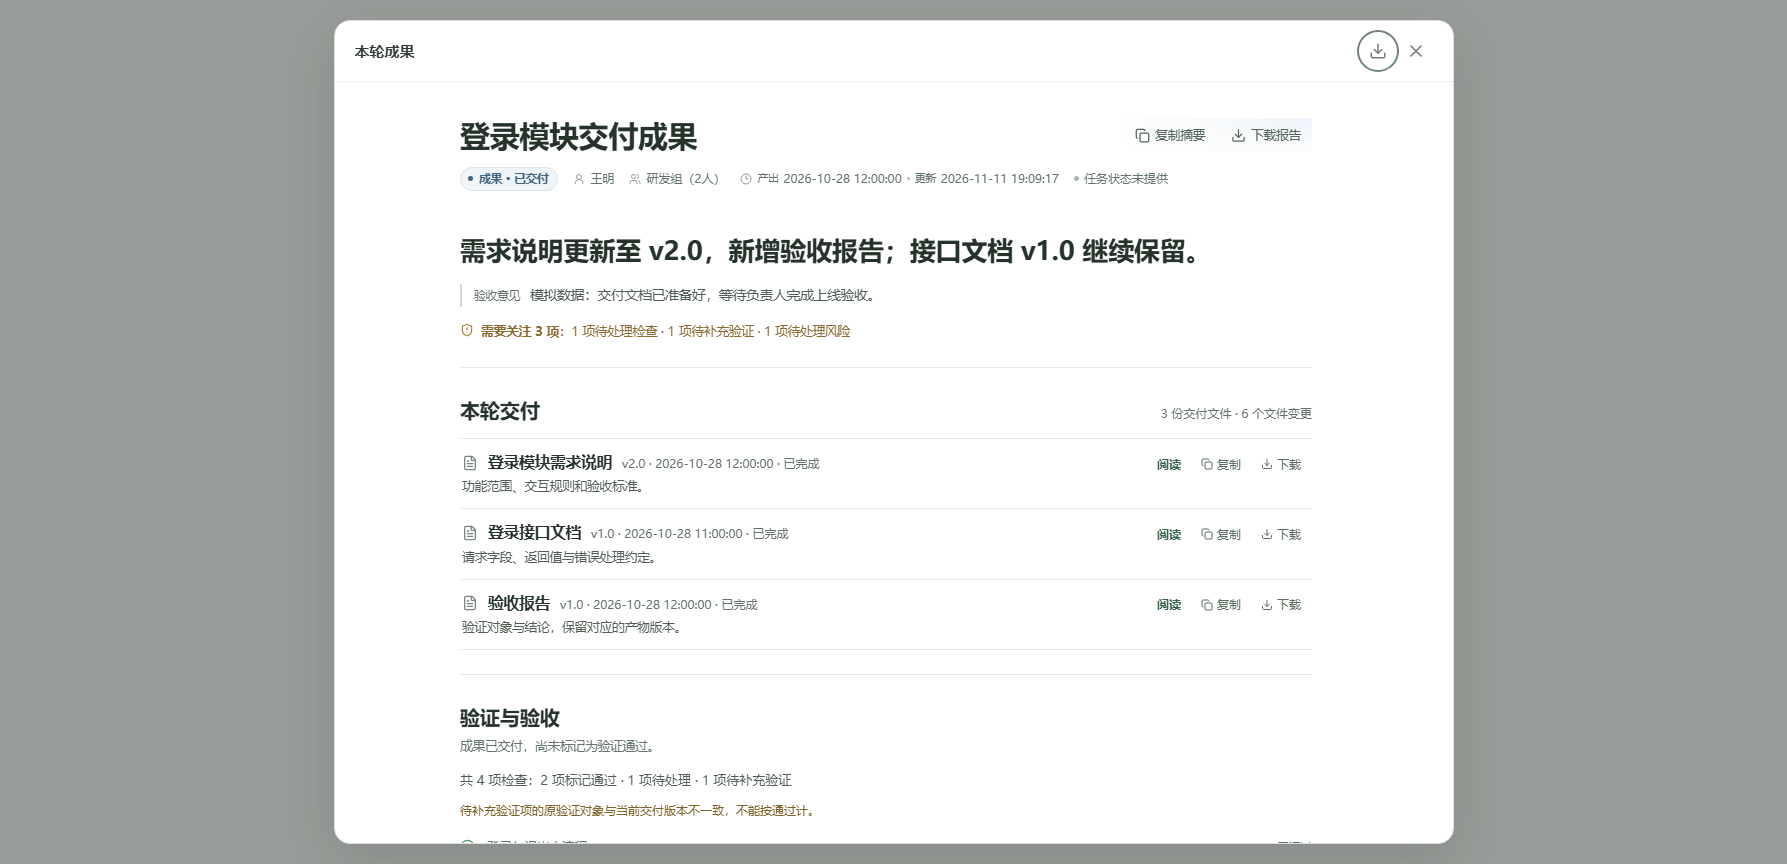 本轮成果
登录模块交付成果
复制摘要 下载报告
成果 • 已交付 王明 研发组（2人） 产出 2026-10-28 12:00:00 • 更新 2026-11-11 19:09:17 • 任务状态未提供
需求说明更新至 v2.0，新增验收报告；接口文档 v1.0 继续保留。
验收意见 模拟数据：交付文档已准备好，等待负责人完成上线验收。
需要关注 3 项：1 项待处理检查 · 1 项待补充验证 · 1 项待处理风险
本轮交付 3 份交付文件 · 6 个文件变更
登录模块需求说明 v2.0 · 2026-10-28 12:00:00 · 已完成 阅读 复制 下载
功能范围、交互规则和验收标准。
登录接口文档 v1.0 · 2026-10-28 11:00:00 · 已完成 阅读 复制 下载
请求字段、返回值与错误处理约定。
验收报告 v1.0 · 2026-10-28 12:00:00 · 已完成 阅读 复制 下载
验证对象与结论，保留对应的产物版本。
验证与验收
成果已交付，尚未标记为验证通过。
共 4 项检查：2 项标记通过 · 1 项待处理 · 1 项待补充验证
待补充验证项的原验证对象与当前交付版本不一致，不能按通过计。